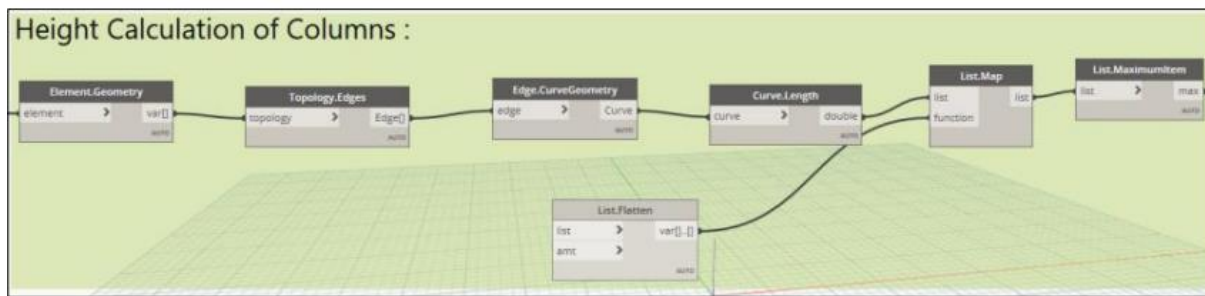 Height Calculation of Columns :
Element.Geometry
element > var[]
auto
Topology.Edges
topology > Edge[]
auto
Edge.CurveGeometry
edge > Curve
auto
Curve.Length
curve > double
auto
List.Map
list list
function
auto
List.MaximumItem
list > max
auto
List.Flatten
list > var[]..[]
amt >
auto